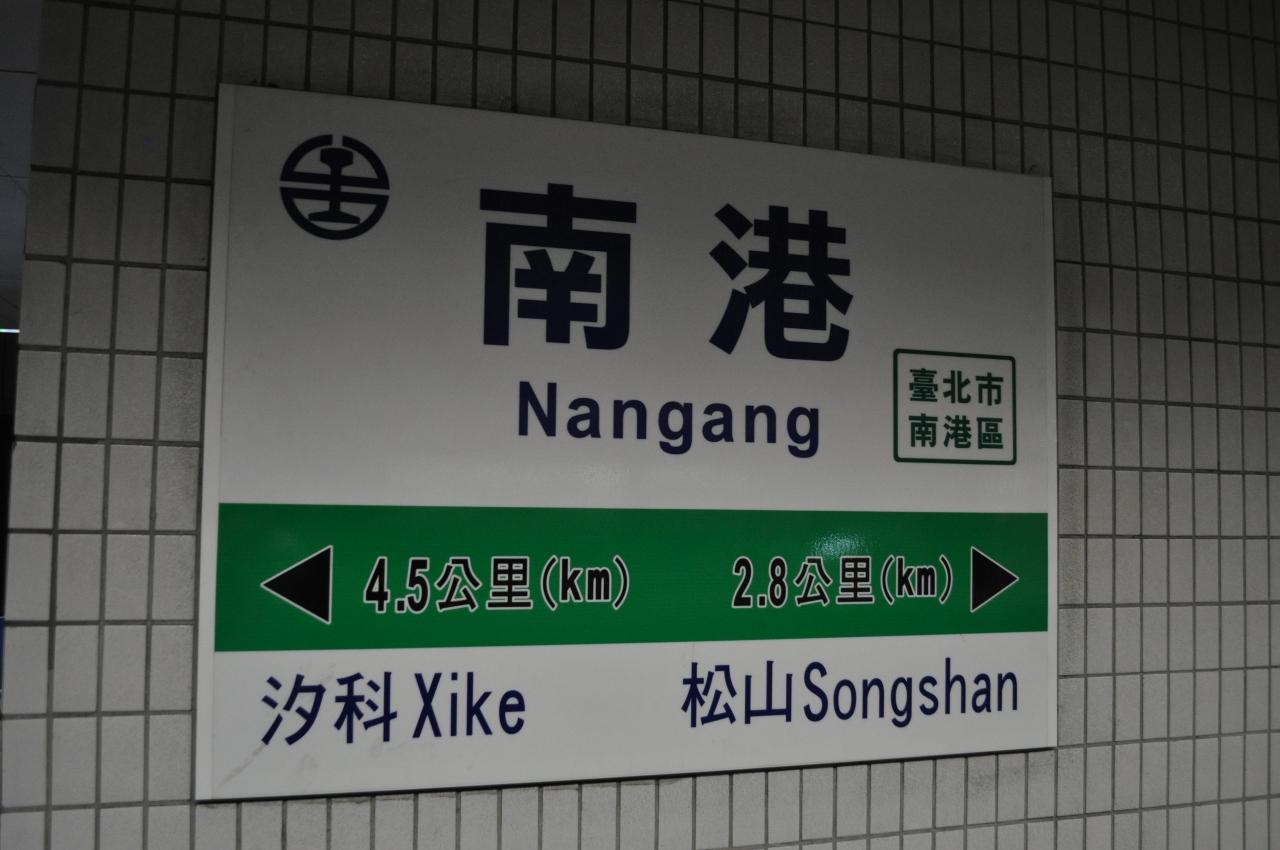 南港
Nangang
臺北市
南港區
4.5公里(km) 2.8公里(km)
汐科 Xike 松山 Songshan